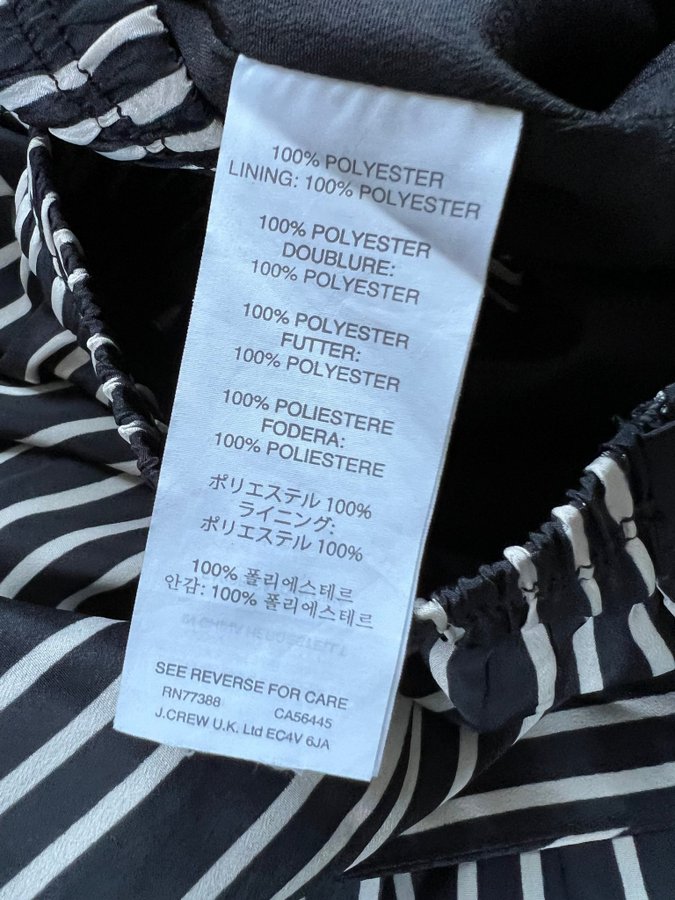 100% POLYESTER
LINING: 100% POLYESTER
100% POLYESTER
DOUBLURE:
100% POLYESTER
100% POLYESTER
FUTTER:
100% POLYESTER
100% POLIESTERE
FODERA:
100% POLIESTERE
ポリエステル 100%
ライニング:
ポリエステル 100%
100% 폴리에스테르
안감: 100% 폴리에스테르
SEE REVERSE FOR CARE
RN77388 CA56445
J.CREW U.K. Ltd EC4V 6JA